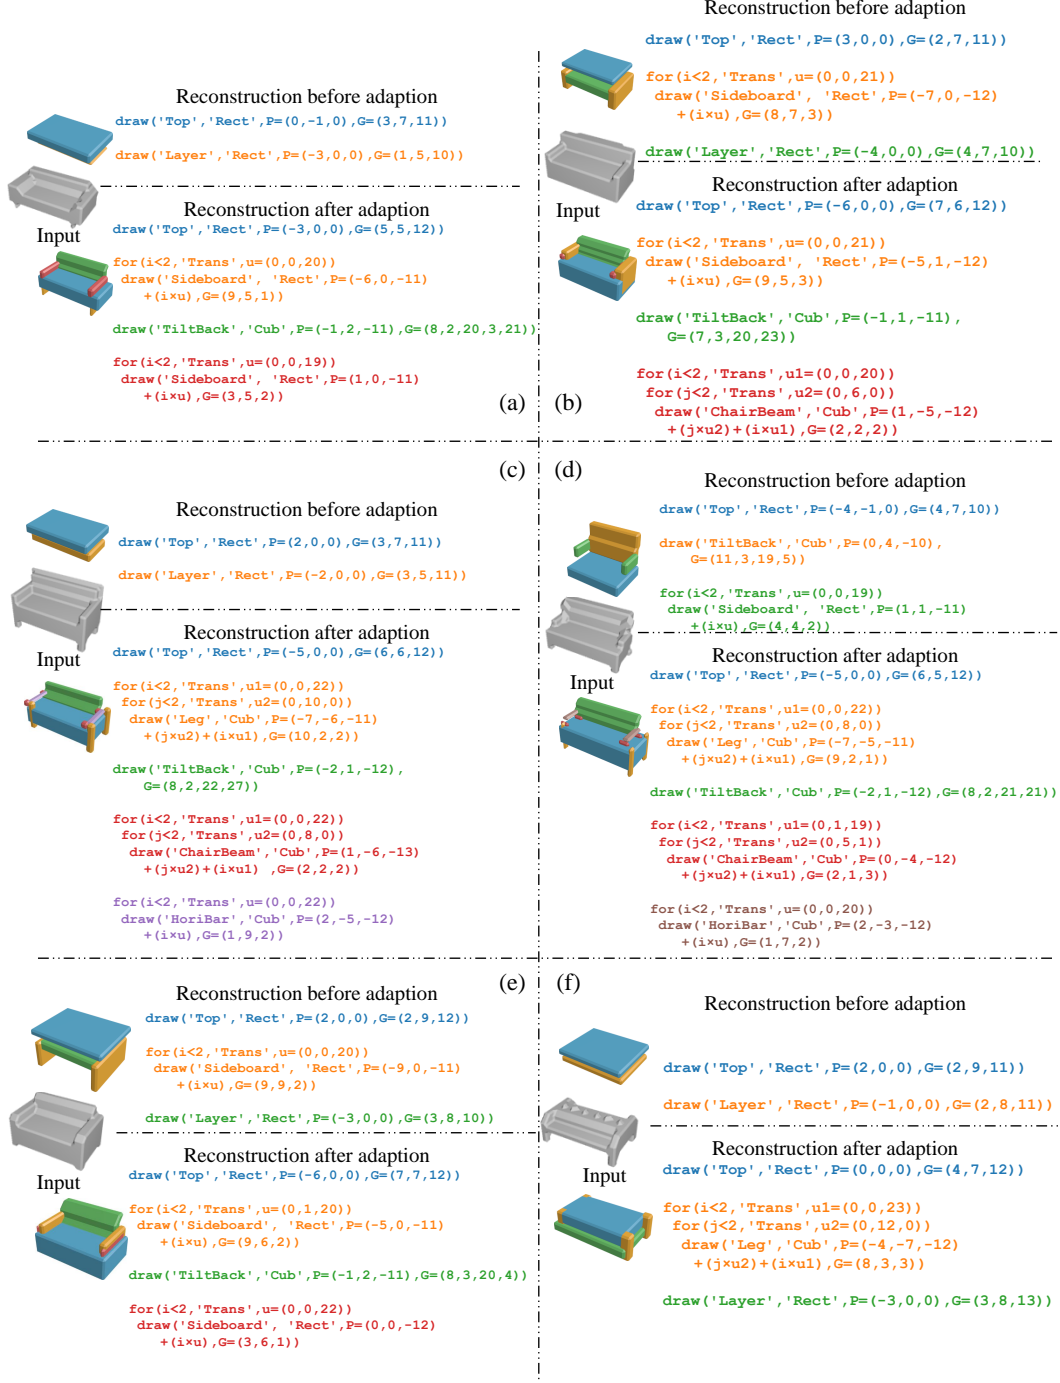 Reconstruction before adaption
draw('Top','Rect',P=(0,-1,0),G=(3,7,11))
draw('Layer','Rect',P=(-3,0,0),G=(1,5,10))
Input
Reconstruction after adaption
draw('Top','Rect',P=(-3,0,0),G=(5,5,12))
for(i<2,'Trans',u=(0,0,20))
draw('Sideboard', 'Rect',P=(-6,0,-11)
+(i×u),G=(9,5,1))
draw('TiltBack','Cub',P=(-1,2,-11),G=(8,2,20,3,21))
for(i<2,'Trans',u=(0,0,19))
draw('Sideboard', 'Rect',P=(1,0,-11)
+(i×u),G=(3,5,2))
(a)
Reconstruction before adaption
draw('Top','Rect',P=(3,0,0),G=(2,7,11))
for(i<2,'Trans',u=(0,0,21))
draw('Sideboard', 'Rect',P=(-7,0,-12)
+(i×u),G=(8,7,3))
draw('Layer','Rect',P=(-4,0,0),G=(4,7,10))
Input
Reconstruction after adaption
draw('Top','Rect',P=(-6,0,0),G=(7,6,12))
for(i<2,'Trans',u=(0,0,21))
draw('Sideboard', 'Rect',P=(-5,1,-12)
+(i×u),G=(9,5,3))
draw('TiltBack','Cub',P=(-1,1,-11),
G=(7,3,20,23))
for(i<2,'Trans',u1=(0,0,20))
for(j<2,'Trans',u2=(0,6,0))
draw('ChairBeam','Cub',P=(1,-5,-12)
+(j×u2)+(i×u1),G=(2,2,2))
(b)
(c)
Reconstruction before adaption
draw('Top','Rect',P=(2,0,0),G=(3,7,11))
draw('Layer','Rect',P=(-2,0,0),G=(3,5,11))
Input
Reconstruction after adaption
draw('Top','Rect',P=(-5,0,0),G=(6,6,12))
for(i<2,'Trans',u1=(0,0,22))
for(j<2,'Trans',u2=(0,10,0))
draw('Leg','Cub',P=(-7,-6,-11)
+(j×u2)+(i×u1),G=(10,2,2))
draw('TiltBack','Cub',P=(-2,1,-12),
G=(8,2,22,27))
for(i<2,'Trans',u1=(0,0,22))
for(j<2,'Trans',u2=(0,8,0))
draw('ChairBeam','Cub',P=(1,-6,-13)
+(j×u2)+(i×u1) ,G=(2,2,2))
for(i<2,'Trans',u=(0,0,22))
draw('HoriBar','Cub',P=(2,-5,-12)
+(i×u),G=(1,9,2))
(d)
Reconstruction before adaption
draw('Top','Rect',P=(-4,-1,0),G=(4,7,10))
draw('TiltBack','Cub',P=(0,4,-10),
G=(11,3,19,5))
for(i<2,'Trans',u=(0,0,19))
draw('Sideboard', 'Rect',P=(1,1,-11)
+(i×u),G=(4,4,2))
Input
Reconstruction after adaption
draw('Top','Rect',P=(-5,0,0),G=(6,5,12))
for(i<2,'Trans',u1=(0,0,22))
for(j<2,'Trans',u2=(0,8,0))
draw('Leg','Cub',P=(-7,-5,-11)
+(j×u2)+(i×u1),G=(9,2,1))
draw('TiltBack','Cub',P=(-2,1,-12),G=(8,2,21,21))
for(i<2,'Trans',u1=(0,1,19))
for(j<2,'Trans',u2=(0,5,1))
draw('ChairBeam','Cub',P=(0,-4,-12)
+(j×u2)+(i×u1),G=(2,1,3))
for(i<2,'Trans',u=(0,0,20))
draw('HoriBar','Cub',P=(2,-3,-12)
+(i×u),G=(1,7,2))
(e)
Reconstruction before adaption
draw('Top','Rect',P=(2,0,0),G=(2,9,12))
for(i<2,'Trans',u=(0,0,20))
draw('Sideboard', 'Rect',P=(-9,0,-11)
+(i×u),G=(9,9,2))
draw('Layer','Rect',P=(-3,0,0),G=(3,8,10))
Input
Reconstruction after adaption
draw('Top','Rect',P=(-6,0,0),G=(7,7,12))
for(i<2,'Trans',u=(0,1,20))
draw('Sideboard', 'Rect',P=(-5,0,-11)
+(i×u),G=(9,6,2))
draw('TiltBack','Cub',P=(-1,2,-11),G=(8,3,20,4))
for(i<2,'Trans',u=(0,0,22))
draw('Sideboard', 'Rect',P=(0,0,-12)
+(i×u),G=(3,6,1))
(f)
Reconstruction before adaption
draw('Top','Rect',P=(2,0,0),G=(2,9,11))
draw('Layer','Rect',P=(-1,0,0),G=(2,8,11))
Input
Reconstruction after adaption
draw('Top','Rect',P=(0,0,0),G=(4,7,12))
for(i<2,'Trans',u1=(0,0,23))
for(j<2,'Trans',u2=(0,12,0))
draw('Leg','Cub',P=(-4,-7,-12)
+(j×u2)+(i×u1),G=(8,3,3))
draw('Layer','Rect',P=(-3,0,0),G=(3,8,13))